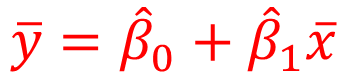 ȳ = β̂₀ + β̂₁x̄